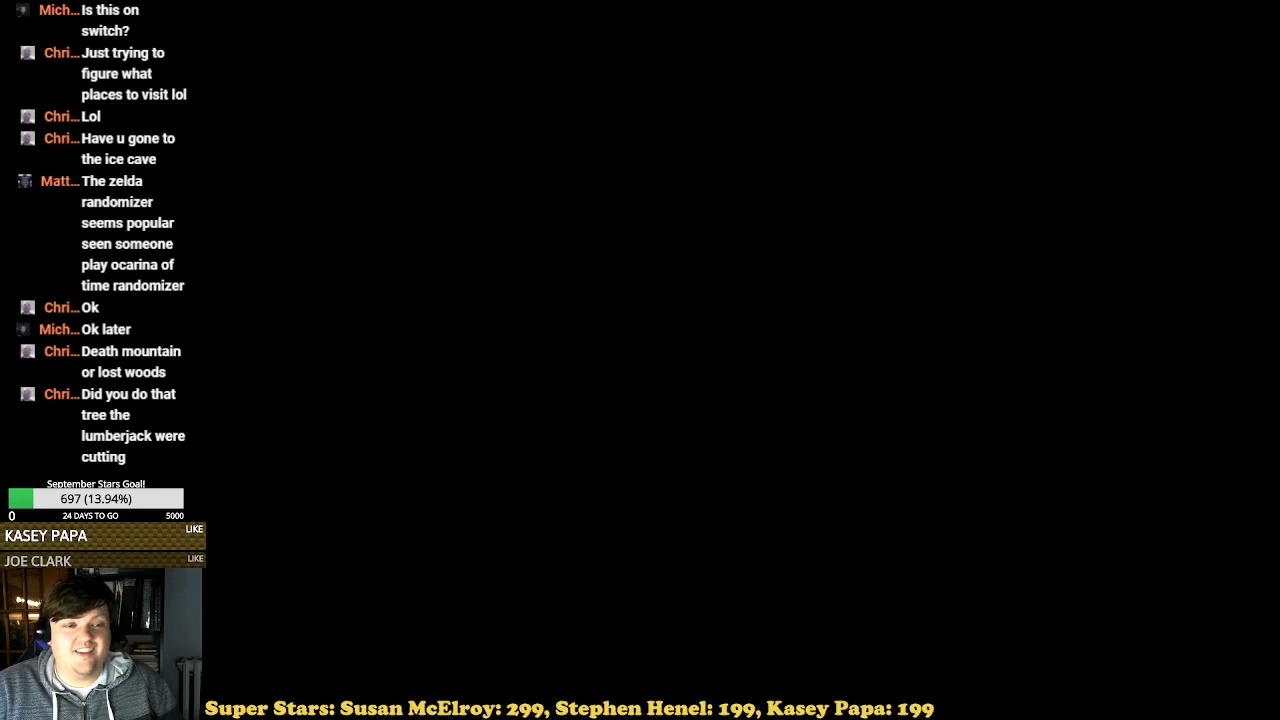 Mich... Is this on
switch?
Chri... Just trying to
figure what
places to visit lol
Chri... Lol
Chri... Have u gone to
the ice cave
Matt... The zelda
randomizer
seems popular
seen someone
play ocarina of
time randomizer
Chri... Ok
Mich... Ok later
Chri... Death mountain
or lost woods
Chri... Did you do that
tree the
lumberjack were
cutting
September Stars Goal!
697 (13.94%)
0 24 DAYS TO GO 5000
KASEY PAPA LIKE
JOE CLARK LIKE
Super Stars: Susan McElroy: 299, Stephen Henel: 199, Kasey Papa: 199